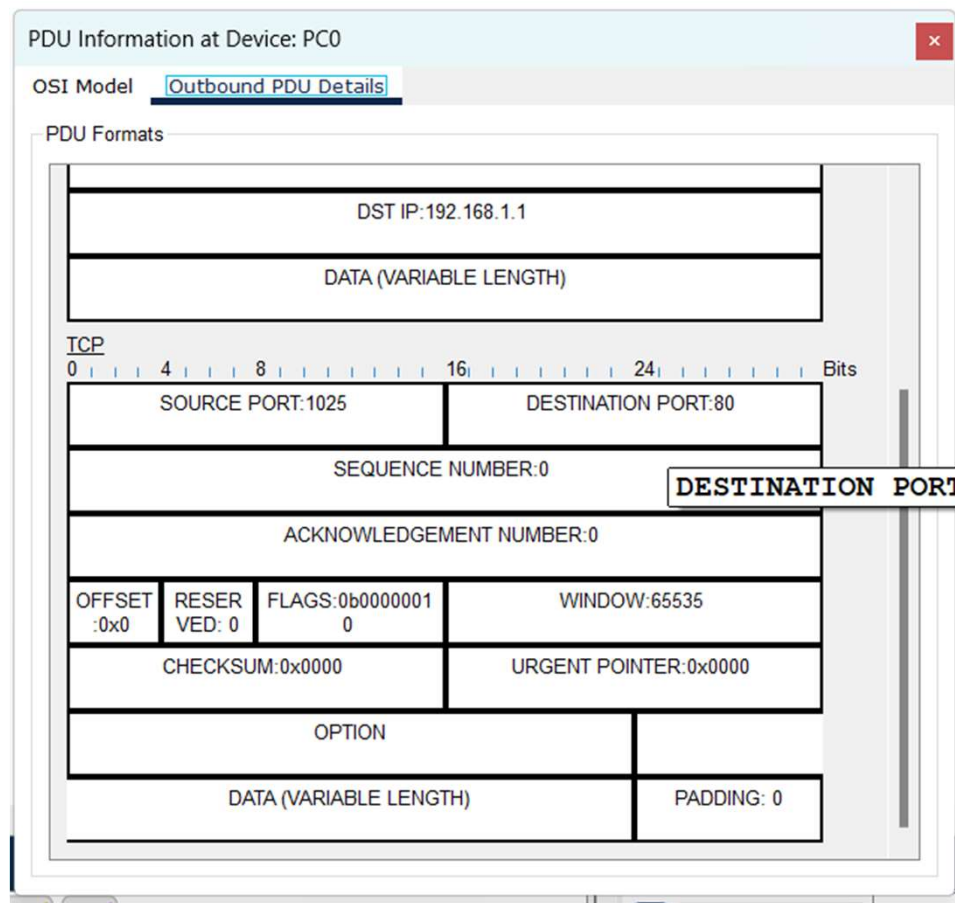 PDU Information at Device: PC0
×
OSI Model
Outbound PDU Details
PDU Formats
DST IP:192.168.1.1
DATA (VARIABLE LENGTH)
TCP
0 4 8 16 24 Bits
SOURCE PORT:1025
DESTINATION PORT:80
SEQUENCE NUMBER:0
DESTINATION PORT
ACKNOWLEDGEMENT NUMBER:0
OFFSET
:0x0
RESER
VED: 0
FLAGS:0b0000001
0
WINDOW:65535
CHECKSUM:0x0000
URGENT POINTER:0x0000
OPTION
DATA (VARIABLE LENGTH)
PADDING: 0